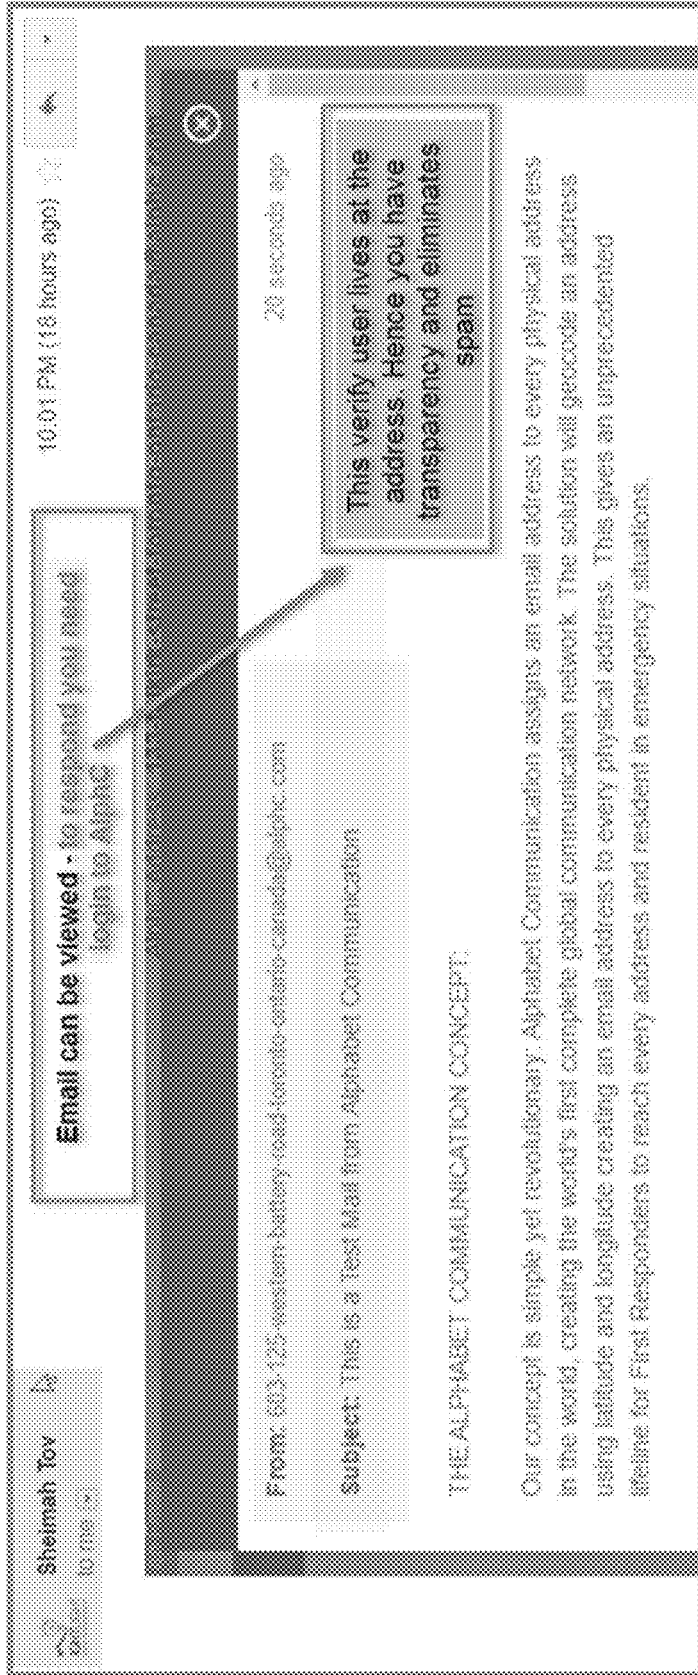 Sheimah Tov
to me
10:01 PM (18 hours ago)
Email can be viewed - to respond you need
login to AlphC
20 seconds ago
From: 603-125-western-battery-road-toronto-ontario-canada@alphc.com
This verify user lives at the
address. Hence you have
transparency and eliminates
spam
Subject: This is a Test Mail from Alphabet Communication
THE ALPHABET COMMUNICATION CONCEPT:
Our concept is simple yet revolutionary: Alphabet Communication assigns an email address to every physical address
in the world, creating the world's first complete global communication network. The solution will geocode an address
using latitude and longitude creating an email address to every physical address. This gives an unprecedented
lifeline for First Responders to reach every address and resident in emergency situations.